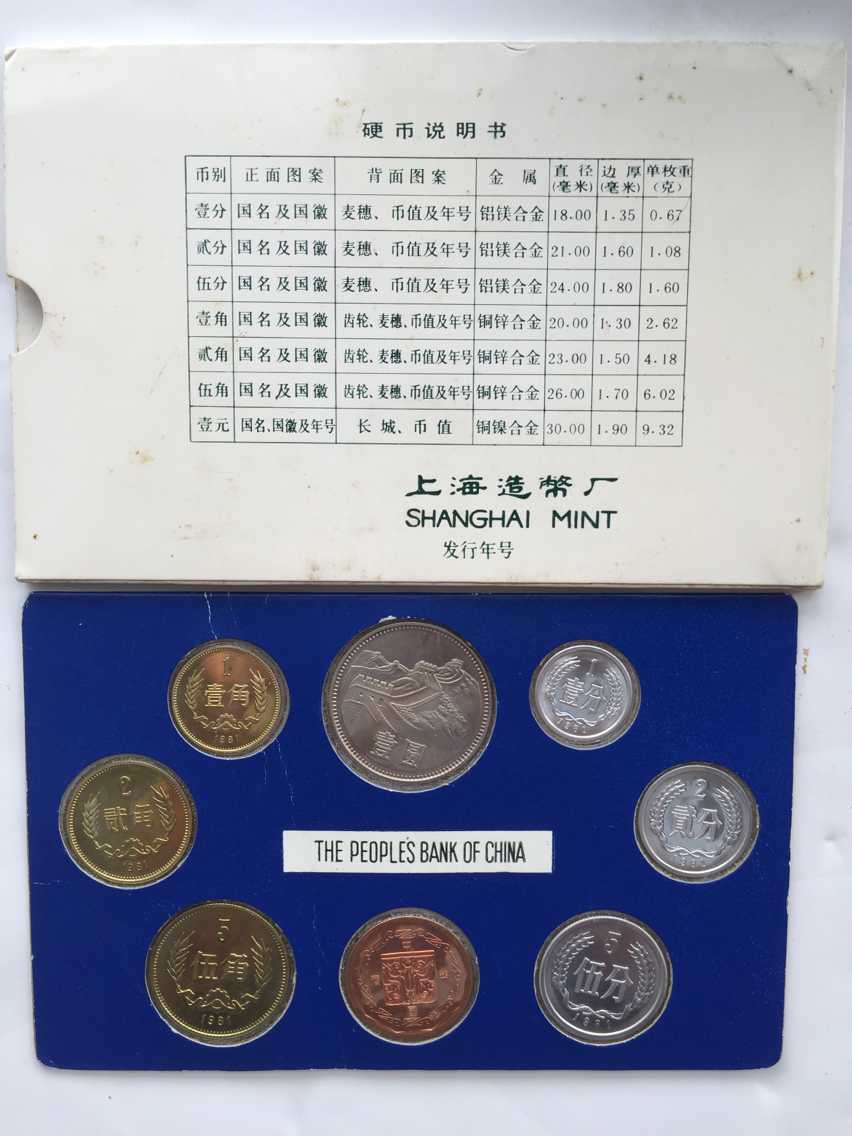 硬币说明书
币别 正面图案 背面图案 金属 直径(毫米) 边厚(毫米) 单枚重(克)
壹分 国名及国徽 麦穗、币值及年号 铝镁合金 18.00 1.35 0.67
贰分 国名及国徽 麦穗、币值及年号 铝镁合金 21.00 1.60 1.08
伍分 国名及国徽 麦穗、币值及年号 铝镁合金 24.00 1.80 1.60
壹角 国名及国徽 齿轮、麦穗、币值及年号 铜锌合金 20.00 1.30 2.62
贰角 国名及国徽 齿轮、麦穗、币值及年号 铜锌合金 23.00 1.50 4.18
伍角 国名及国徽 齿轮、麦穗、币值及年号 铜锌合金 26.00 1.70 6.02
壹元 国名、国徽及年号 长城、币值 铜镍合金 30.00 1.90 9.32
上海造幣厂
SHANGHAI MINT
发行年号
1
壹角
1981
壹圆
1
壹分
2
贰角
1981
2
貳分
THE PEOPLE'S BANK OF CHINA
5
伍角
1981
5
伍分
1981